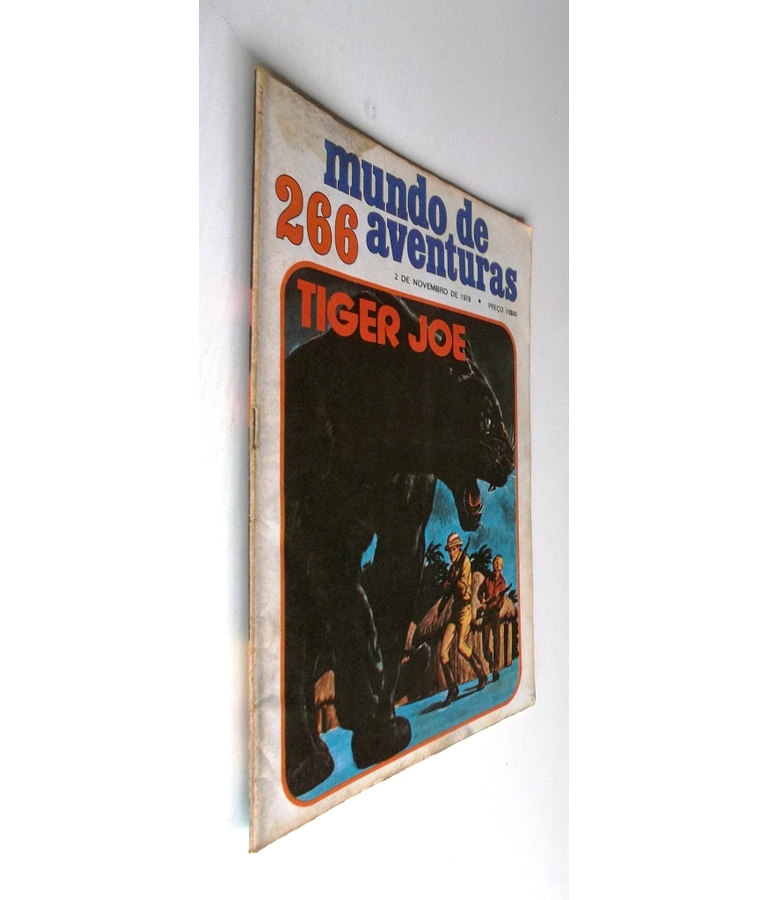 mundo de
266 aventuras
2 DE NOVEMBRO DE 1978 • PREÇO
TIGER JOE